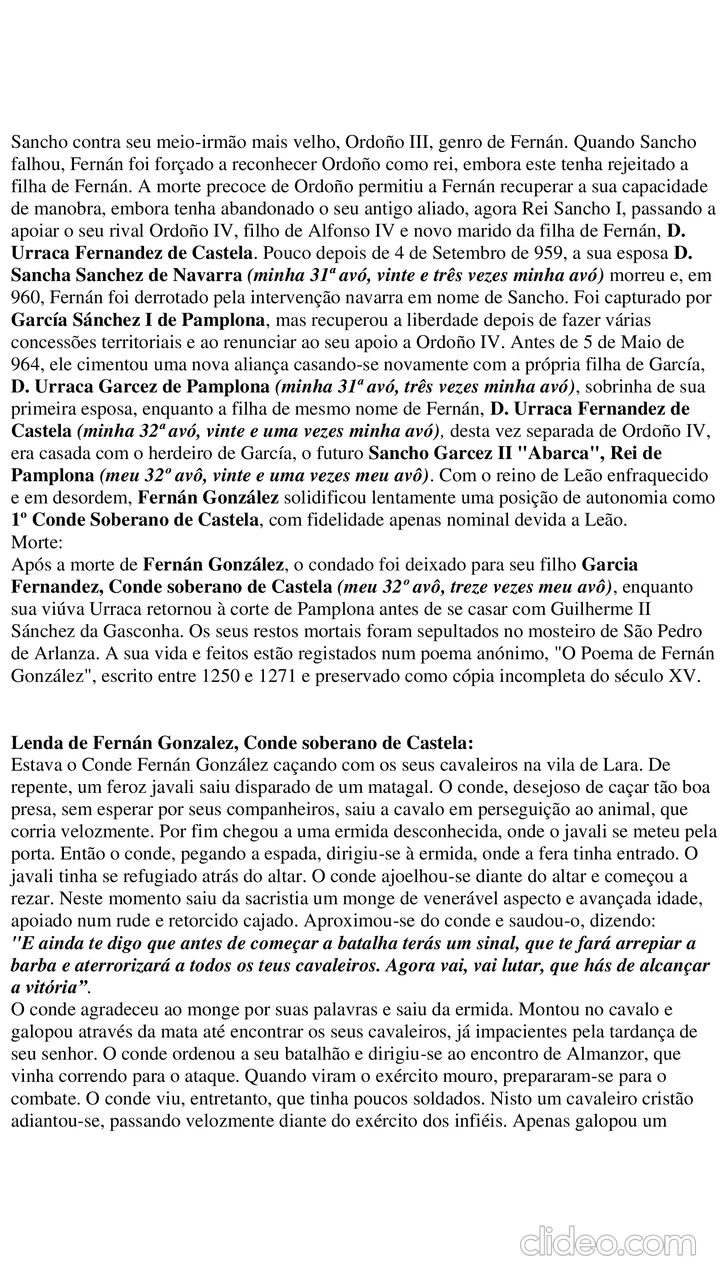 Sancho contra seu meio-irmão mais velho, Ordoño III, genro de Fernán. Quando Sancho
falhou, Fernán foi forçado a reconhecer Ordoño como rei, embora este tenha rejeitado a
filha de Fernán. A morte precoce de Ordoño permitiu a Fernán recuperar a sua capacidade
de manobra, embora tenha abandonado o seu antigo aliado, agora Rei Sancho I, passando a
apoiar o seu rival Ordoño IV, filho de Alfonso IV e novo marido da filha de Fernán, D.
Urraca Fernandez de Castela. Pouco depois de 4 de Setembro de 959, a sua esposa D.
Sancha Sanchez de Navarra (minha 31ª avó, vinte e três vezes minha avó) morreu e, em
960, Fernán foi derrotado pela intervenção navarra em nome de Sancho. Foi capturado por
García Sánchez I de Pamplona, mas recuperou a liberdade depois de fazer várias
concessões territoriais e ao renunciar ao seu apoio a Ordoño IV. Antes de 5 de Maio de
964, ele cimentou uma nova aliança casando-se novamente com a própria filha de García,
D. Urraca Garcez de Pamplona (minha 31ª avó, três vezes minha avó), sobrinha de sua
primeira esposa, enquanto a filha de mesmo nome de Fernán, D. Urraca Fernandez de
Castela (minha 32ª avó, vinte e uma vezes minha avó), desta vez separada de Ordoño IV,
era casada com o herdeiro de García, o futuro Sancho Garcez II "Abarca", Rei de
Pamplona (meu 32º avô, vinte e uma vezes meu avô). Com o reino de Leão enfraquecido
e em desordem, Fernán González solidificou lentamente uma posição de autonomia como
1º Conde Soberano de Castela, com fidelidade apenas nominal devida a Leão.
Morte:
Após a morte de Fernán González, o condado foi deixado para seu filho Garcia
Fernandez, Conde soberano de Castela (meu 32º avô, treze vezes meu avô), enquanto
sua viúva Urraca retornou à corte de Pamplona antes de se casar com Guilherme II
Sánchez da Gasconha. Os seus restos mortais foram sepultados no mosteiro de São Pedro
de Arlanza. A sua vida e feitos estão registados num poema anónimo, "O Poema de Fernán
González", escrito entre 1250 e 1271 e preservado como cópia incompleta do século XV.
Lenda de Fernán Gonzalez, Conde soberano de Castela:
Estava o Conde Fernán González caçando com os seus cavaleiros na vila de Lara. De
repente, um feroz javali saiu disparado de um matagal. O conde, desejoso de caçar tão boa
presa, sem esperar por seus companheiros, saiu a cavalo em perseguição ao animal, que
corria velozmente. Por fim chegou a uma ermida desconhecida, onde o javali se meteu pela
porta. Então o conde, pegando a espada, dirigiu-se à ermida, onde a fera tinha entrado. O
javali tinha se refugiado atrás do altar. O conde ajoelhou-se diante do altar e começou a
rezar. Neste momento saiu da sacristia um monge de venerável aspecto e avançada idade,
apoiado num rude e retorcido cajado. Aproximou-se do conde e saudou-o, dizendo:
"E ainda te digo que antes de começar a batalha terás um sinal, que te fará arrepiar a
barba e aterrorizará a todos os teus cavaleiros. Agora vai, vai lutar, que hás de alcançar
a vitória”.
O conde agradeceu ao monge por suas palavras e saiu da ermida. Montou no cavalo e
galopou através da mata até encontrar os seus cavaleiros, já impacientes pela tardança de
seu senhor. O conde ordenou a seu batalhão e dirigiu-se ao encontro de Almanzor, que
vinha correndo para o ataque. Quando viram o exército mouro, prepararam-se para o
combate. O conde viu, entretanto, que tinha poucos soldados. Nisto um cavaleiro cristão
adiantou-se, passando velozmente diante do exército dos infiéis. Apenas galopou um
clideo.com